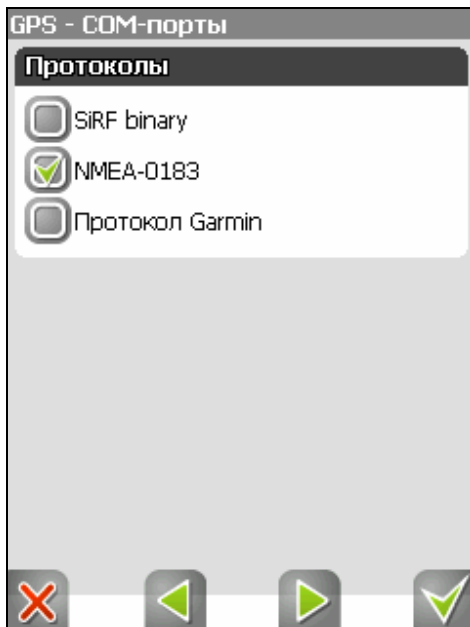 GPS - COM-порты
Протоколы
SiRF binary
NMEA-0183
Протокол Garmin